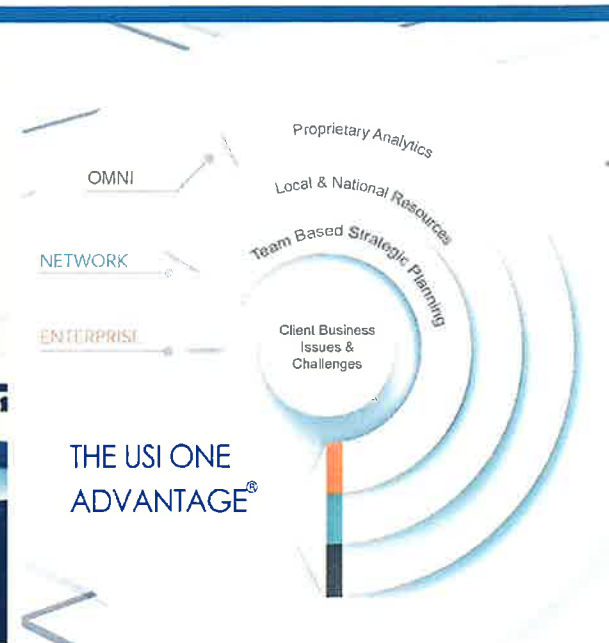 Proprietary Analytics
OMNI
Local & National Resources
Team Based Strategic Planning
NETWORK
ENTERPRISE
Client Business
Issues &
Challenges
THE USI ONE
ADVANTAGE®